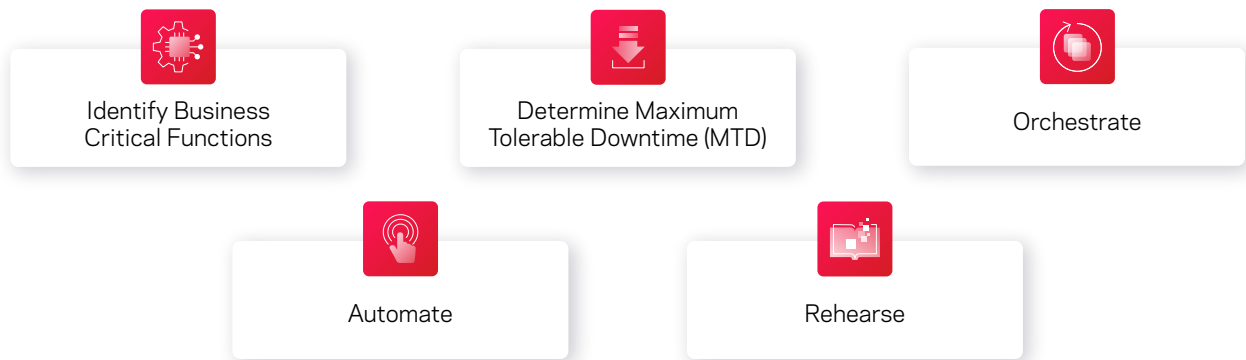 Identify Business
Critical Functions
Determine Maximum
Tolerable Downtime (MTD)
Orchestrate
Automate
Rehearse